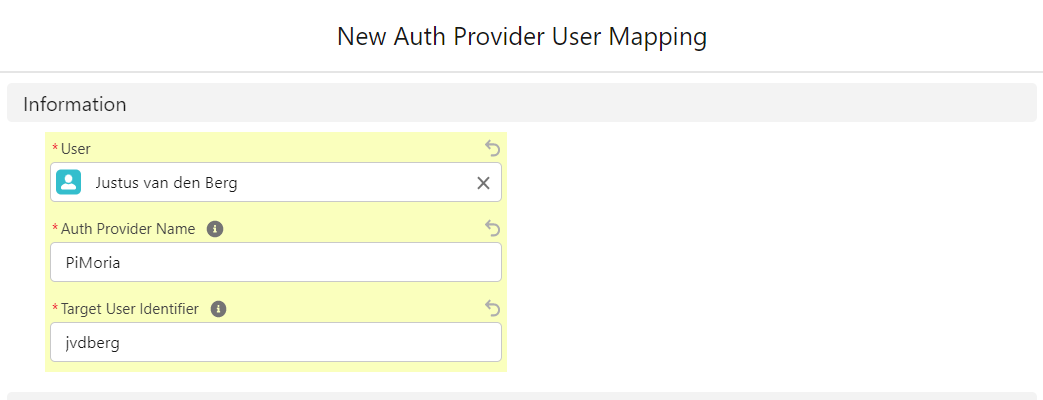 New Auth Provider User Mapping
Information
* User
Justus van den Berg
* Auth Provider Name
PiMoria
* Target User Identifier
jvdberg